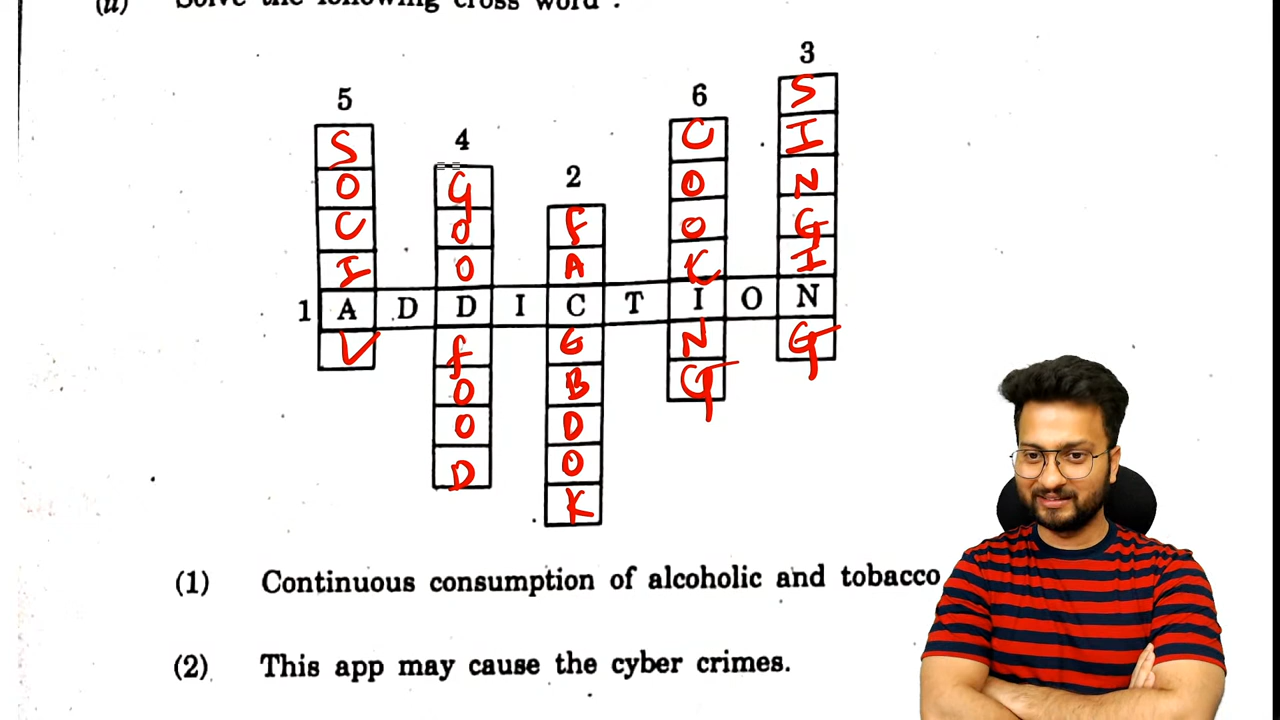 (ii) Solve the following cross word :
3
5
6
4
2
S
O
C
I
A
V
G
O
O
D
F
O
O
D
F
A
C
E
B
D
O
K
C
O
O
K
I
N
G
S
I
N
G
I
N
G
1 A D D I C T I O N
(1) Continuous consumption of alcoholic and tobacco
(2) This app may cause the cyber crimes.